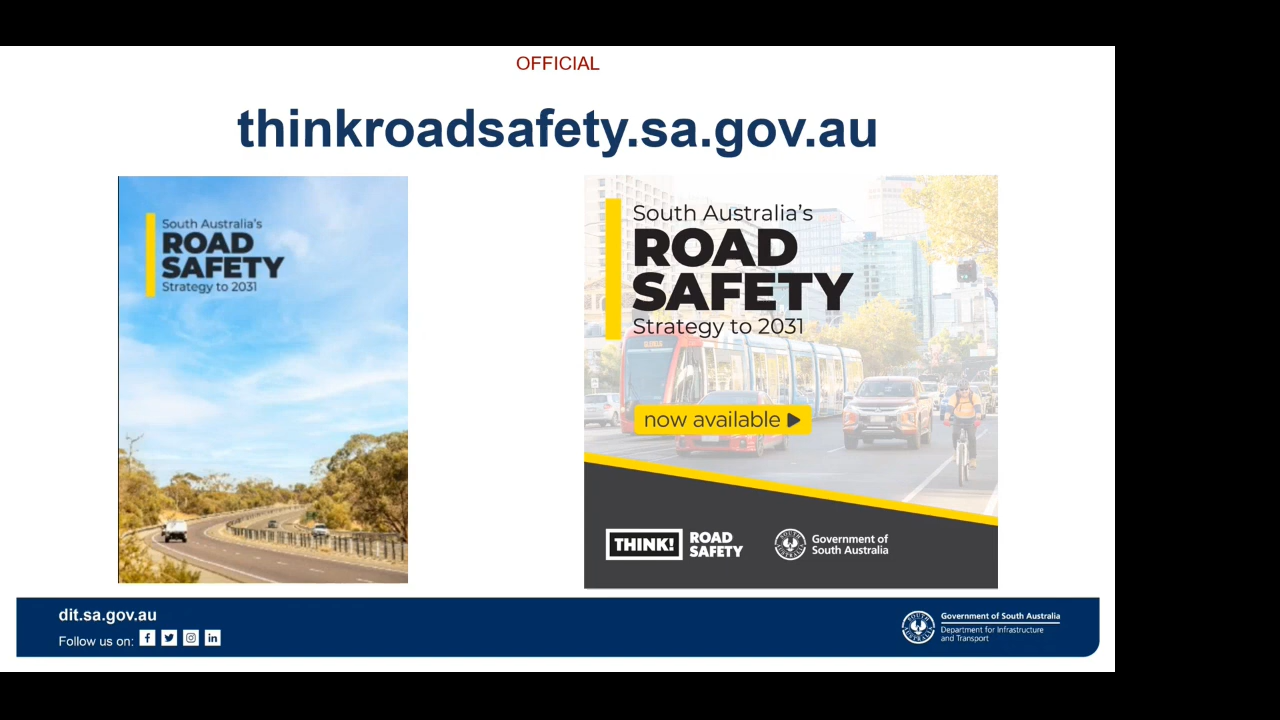 OFFICIAL
thinkroadsafety.sa.gov.au
South Australia's
ROAD
SAFETY
Strategy to 2031
South Australia's
ROAD
SAFETY
Strategy to 2031
now available
THINK! ROAD SAFETY
Government of
South Australia
dit.sa.gov.au
Follow us on:
Government of South Australia
Department for Infrastructure
and Transport